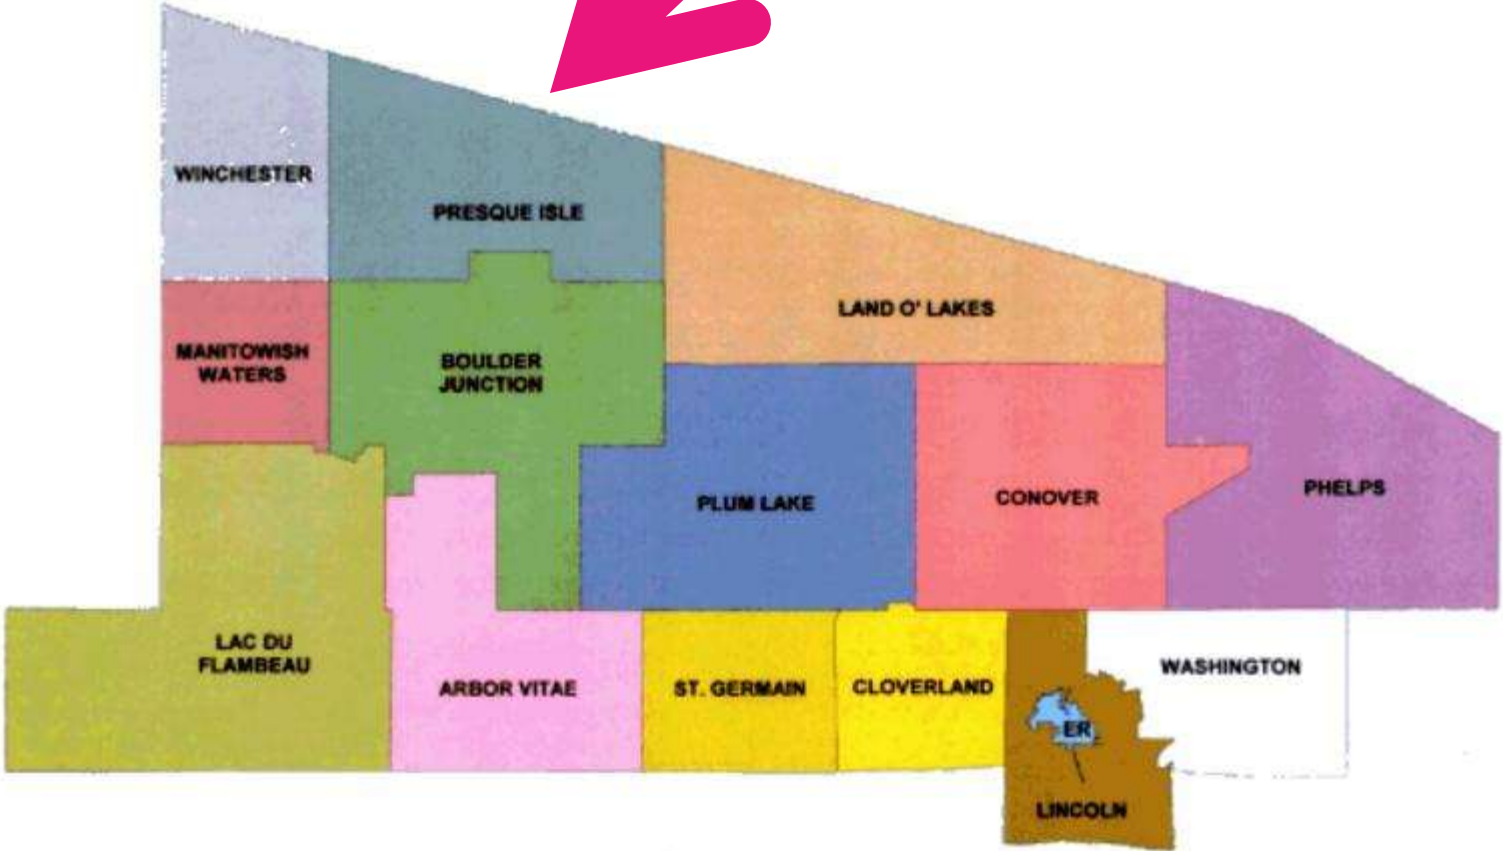 WINCHESTER
PRESQUE ISLE
LAND O' LAKES
MANITOWISH
WATERS
BOULDER
JUNCTION
PLUM LAKE
CONOVER
PHELPS
LAC DU
FLAMBEAU
ARBOR VITAE
ST. GERMAIN
CLOVERLAND
WASHINGTON
ER
LINCOLN